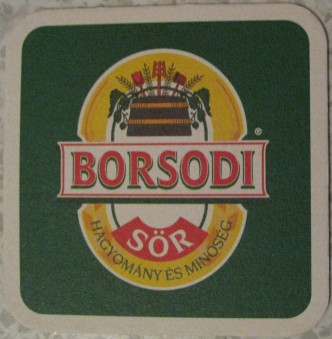 ®
BORSODI
SÖR
HAGYOMÁNY ÉS MINŐSÉG